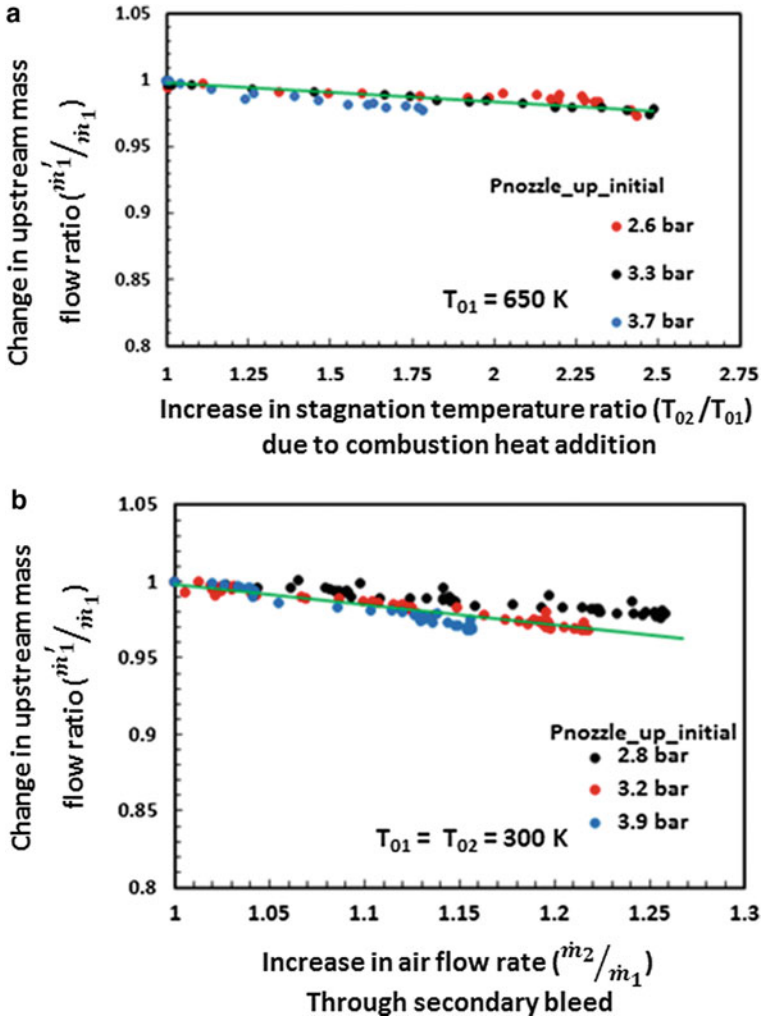 a
1.05
1
0.95
0.9
0.85
0.8
Change in upstream mass
flow ratio (ṁ₁′/ṁ₁)
Pnozzle_up_initial
2.6 bar
3.3 bar
3.7 bar
T₀₁ = 650 K
1 1.25 1.5 1.75 2 2.25 2.5 2.75
Increase in stagnation temperature ratio (T₀₂/T₀₁)
due to combustion heat addition
b
1.05
1
0.95
0.9
0.85
0.8
Change in upstream mass
flow ratio (ṁ₁′/ṁ₁)
Pnozzle_up_initial
2.8 bar
3.2 bar
3.9 bar
T₀₁ = T₀₂ = 300 K
1 1.05 1.1 1.15 1.2 1.25 1.3
Increase in air flow rate (ṁ₂/ṁ₁)
Through secondary bleed